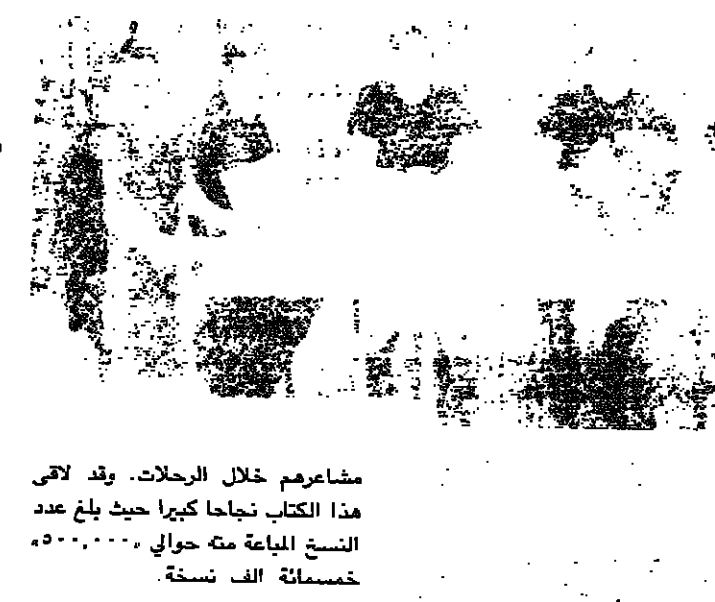 مشاعرهم خلال الرحلات. وقد لاقى
هذا الكتاب نجاحا كبيرا حيث بلغ عدد
النسخ المباعة منه حوالي «٥٠٠,٠٠٠»
خمسمائة الف نسخة.